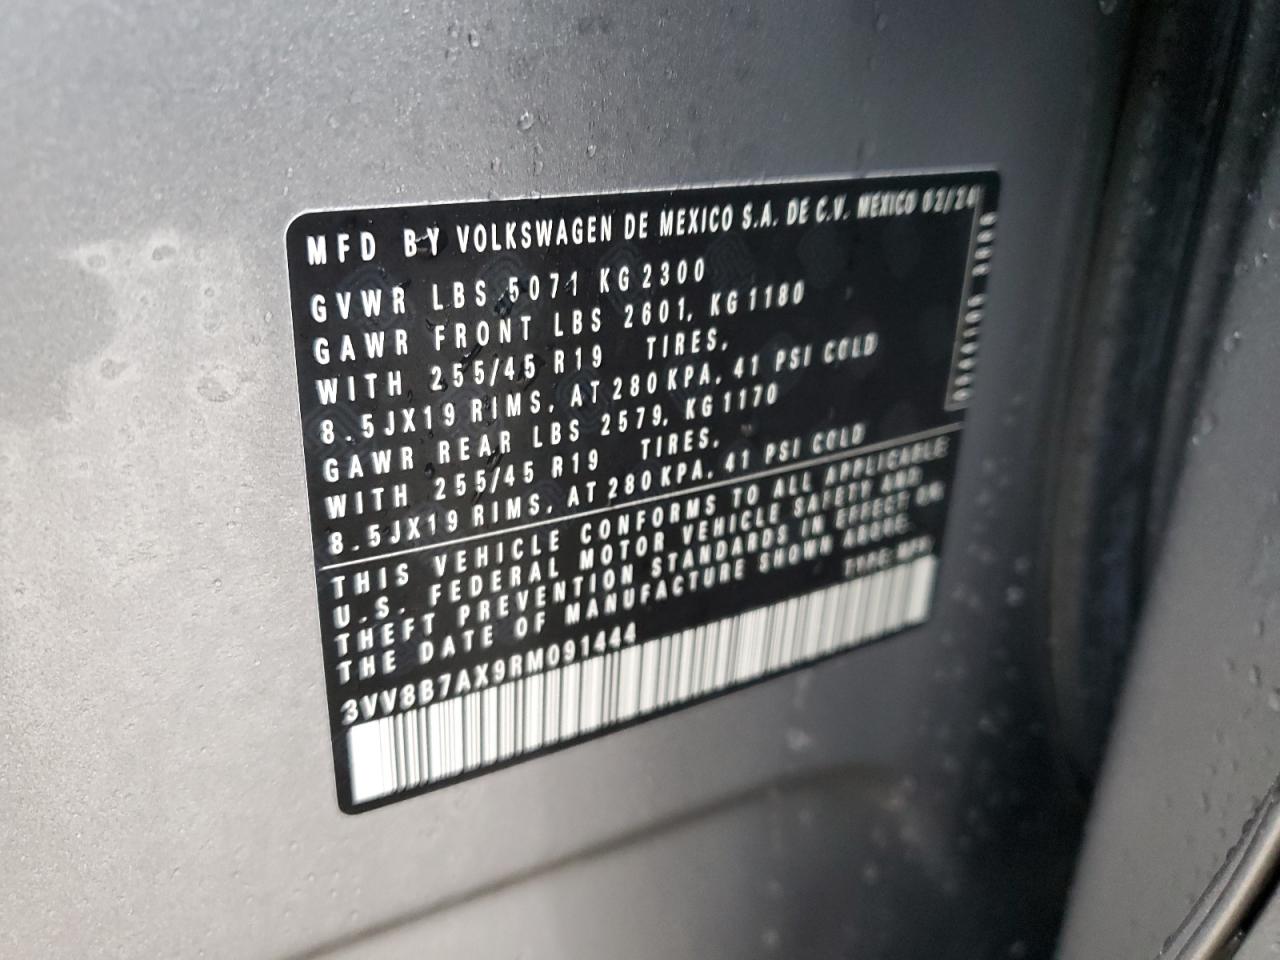 MFD BY VOLKSWAGEN DE MEXICO S.A. DE C.V. MEXICO 02/24
GVWR LBS 5071 KG 2300
GAWR FRONT LBS 2601, KG 1180
WITH 255/45 R19 TIRES,
8.5JX19 RIMS, AT 280 KPA, 41 PSI COLD
GAWR REAR LBS 2579, KG 1170
WITH 255/45 R19 TIRES,
8.5JX19 RIMS, AT 280 KPA, 41 PSI COLD
THIS VEHICLE CONFORMS TO ALL APPLICABLE
U.S. FEDERAL MOTOR VEHICLE SAFETY AND
THEFT PREVENTION STANDARDS IN EFFECT ON
THE DATE OF MANUFACTURE SHOWN ABOVE.
3VV8B7AX9RM091444 TYPE: MPV